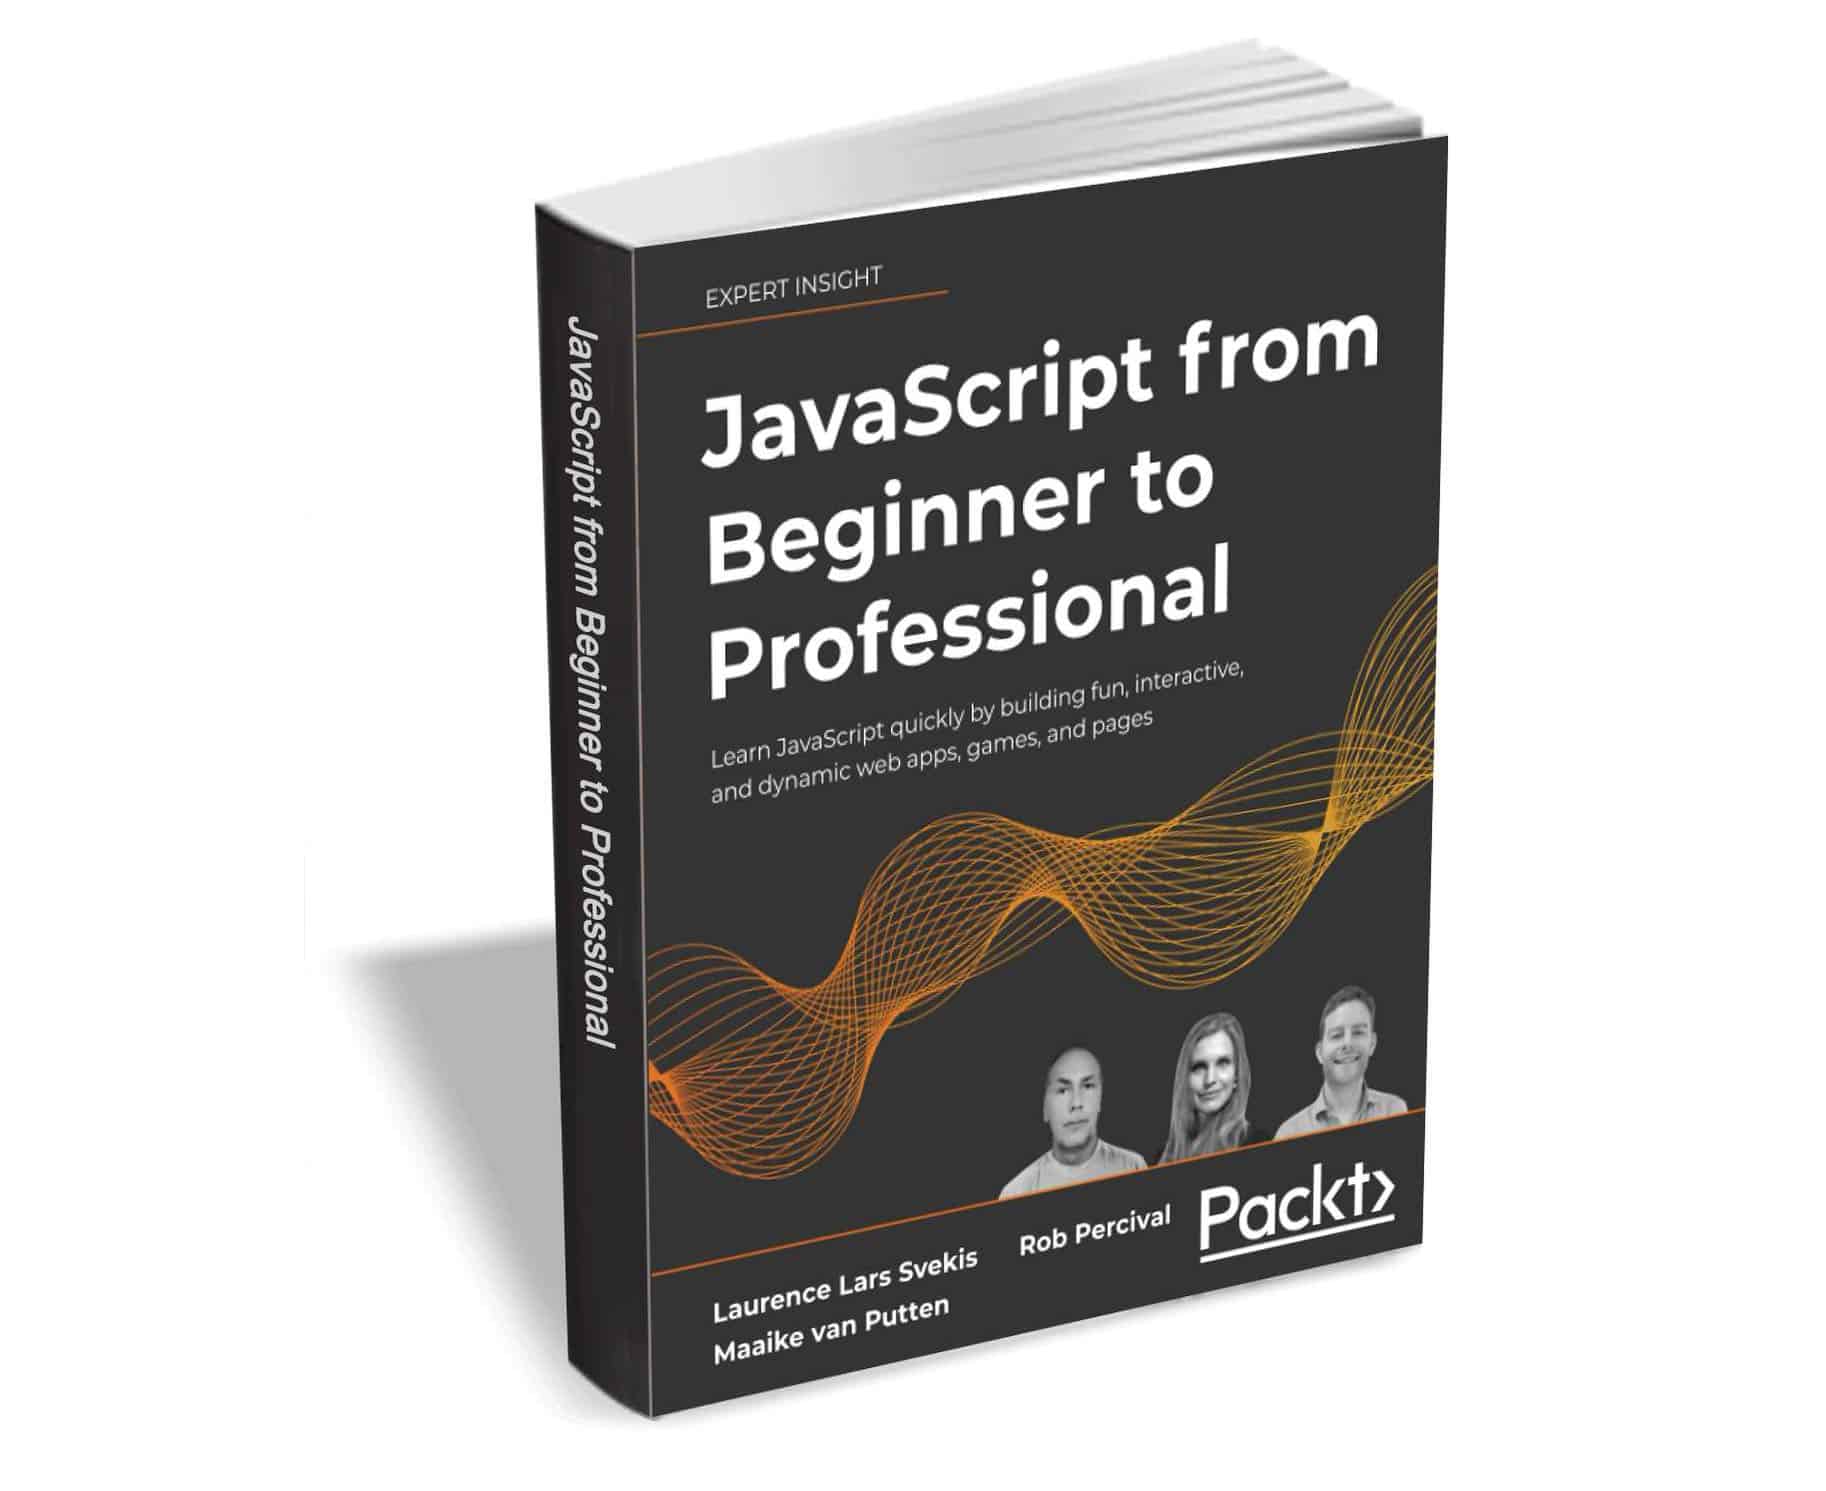 JavaScript from Beginner to Professional
EXPERT INSIGHT
JavaScript from
Beginner to
Professional
Learn JavaScript quickly by building fun, interactive,
and dynamic web apps, games, and pages
Laurence Lars Svekis
Rob Percival
Maaike van Putten
Packt>